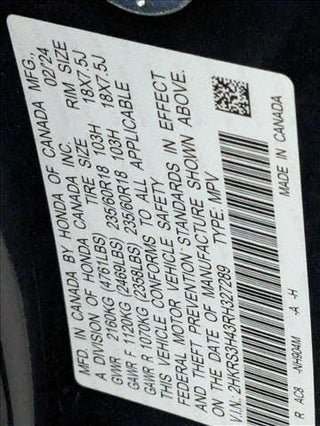 MFD. IN CANADA BY HONDA OF CANADA MFG.
A DIVISION OF HONDA CANADA INC. 02/24
TIRE SIZE RIM SIZE
GVWR 2160KG (4761LBS) 235/60R18 103H 18X7.5J
GAWR F 1120KG (2469LBS) 235/60R18 103H 18X7.5J
GAWR R 1070KG (2358LBS)
THIS VEHICLE CONFORMS TO ALL APPLICABLE
FEDERAL MOTOR VEHICLE SAFETY
AND THEFT PREVENTION STANDARDS IN EFFECT
ON THE DATE OF MANUFACTURE SHOWN ABOVE.
V.I.N.: 2HKRS3H43RH327289 TYPE: MPV
R AC8 -NH904M -A -H
MADE IN CANADA